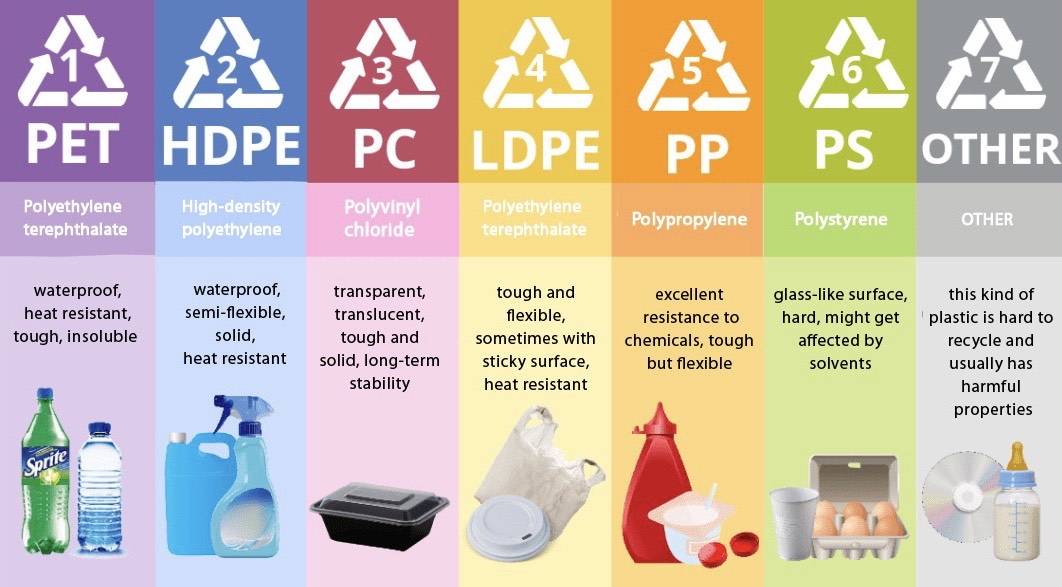 1
PET
Polyethylene
terephthalate
waterproof,
heat resistant,
tough, insoluble
Sprite
2
HDPE
High-density
polyethylene
waterproof,
semi-flexible,
solid,
heat resistant
3
PC
Polyvinyl
chloride
transparent,
translucent,
tough and
solid, long-term
stability
4
LDPE
Polyethylene
terephthalate
tough and
flexible,
sometimes with
sticky surface,
heat resistant
5
PP
Polypropylene
excellent
resistance to
chemicals, tough
but flexible
6
PS
Polystyrene
glass-like surface,
hard, might get
affected by
solvents
7
OTHER
OTHER
this kind of
plastic is hard to
recycle and
usually has
harmful
properties